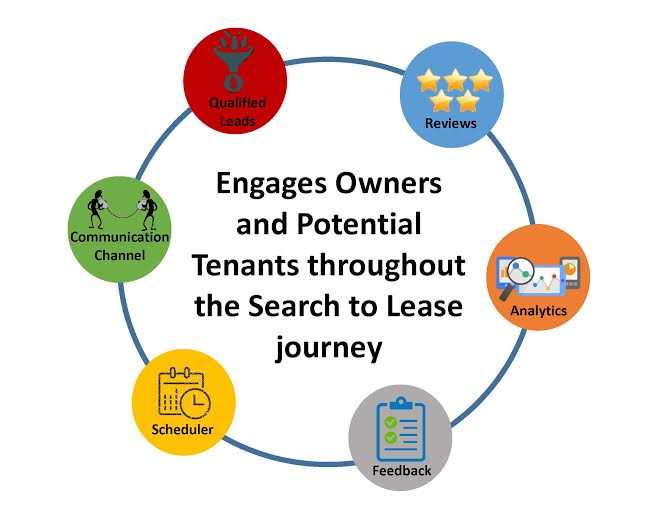 Qualified
Leads
Reviews
Communication
Channel
Engages Owners
and Potential
Tenants throughout
the Search to Lease
journey
Analytics
Scheduler
Feedback